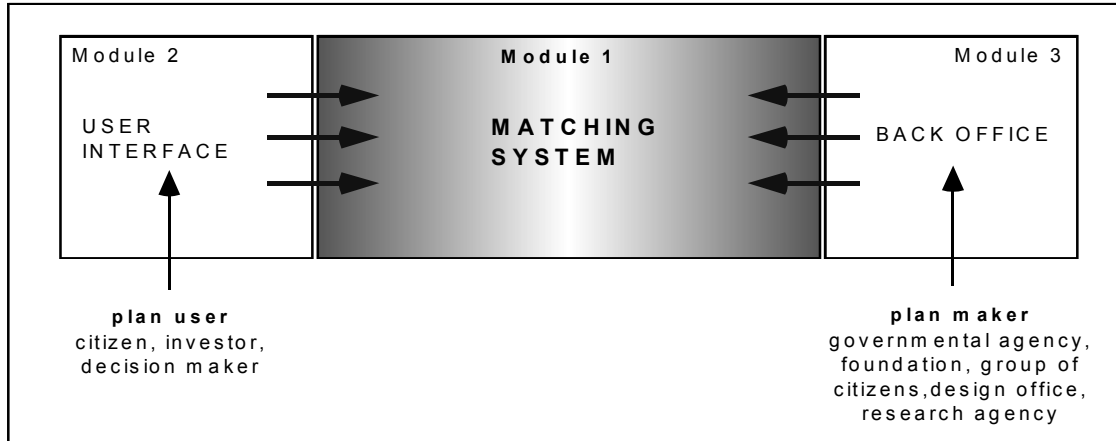 Module 2
USER
INTERFACE
Module 1
MATCHING
SYSTEM
Module 3
BACK OFFICE
plan user
citizen, investor,
decision maker
plan maker
governmental agency,
foundation, group of
citizens,design office,
research agency